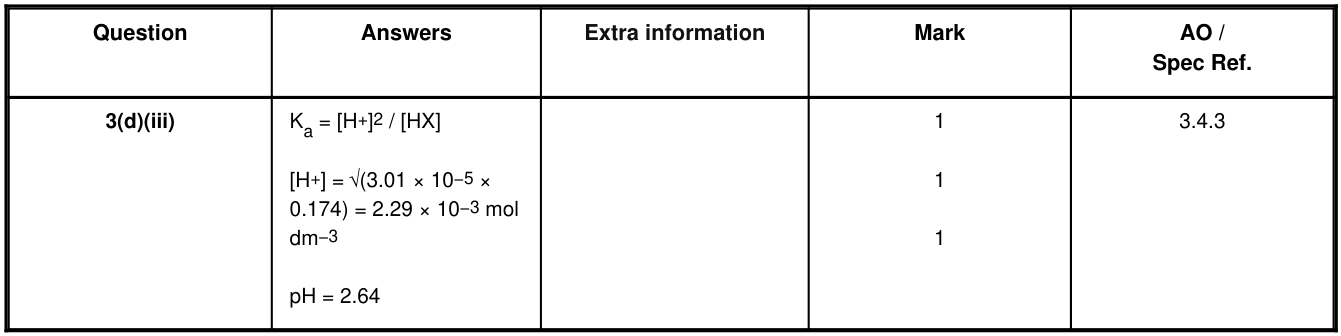 Question Answers Extra information Mark AO /
Spec Ref.
3(d)(iii) Kₐ = [H⁺]² / [HX] 1 3.4.3
[H⁺] = √(3.01 × 10⁻⁵ × 1
0.174) = 2.29 × 10⁻³ mol
dm⁻³ 1
pH = 2.64